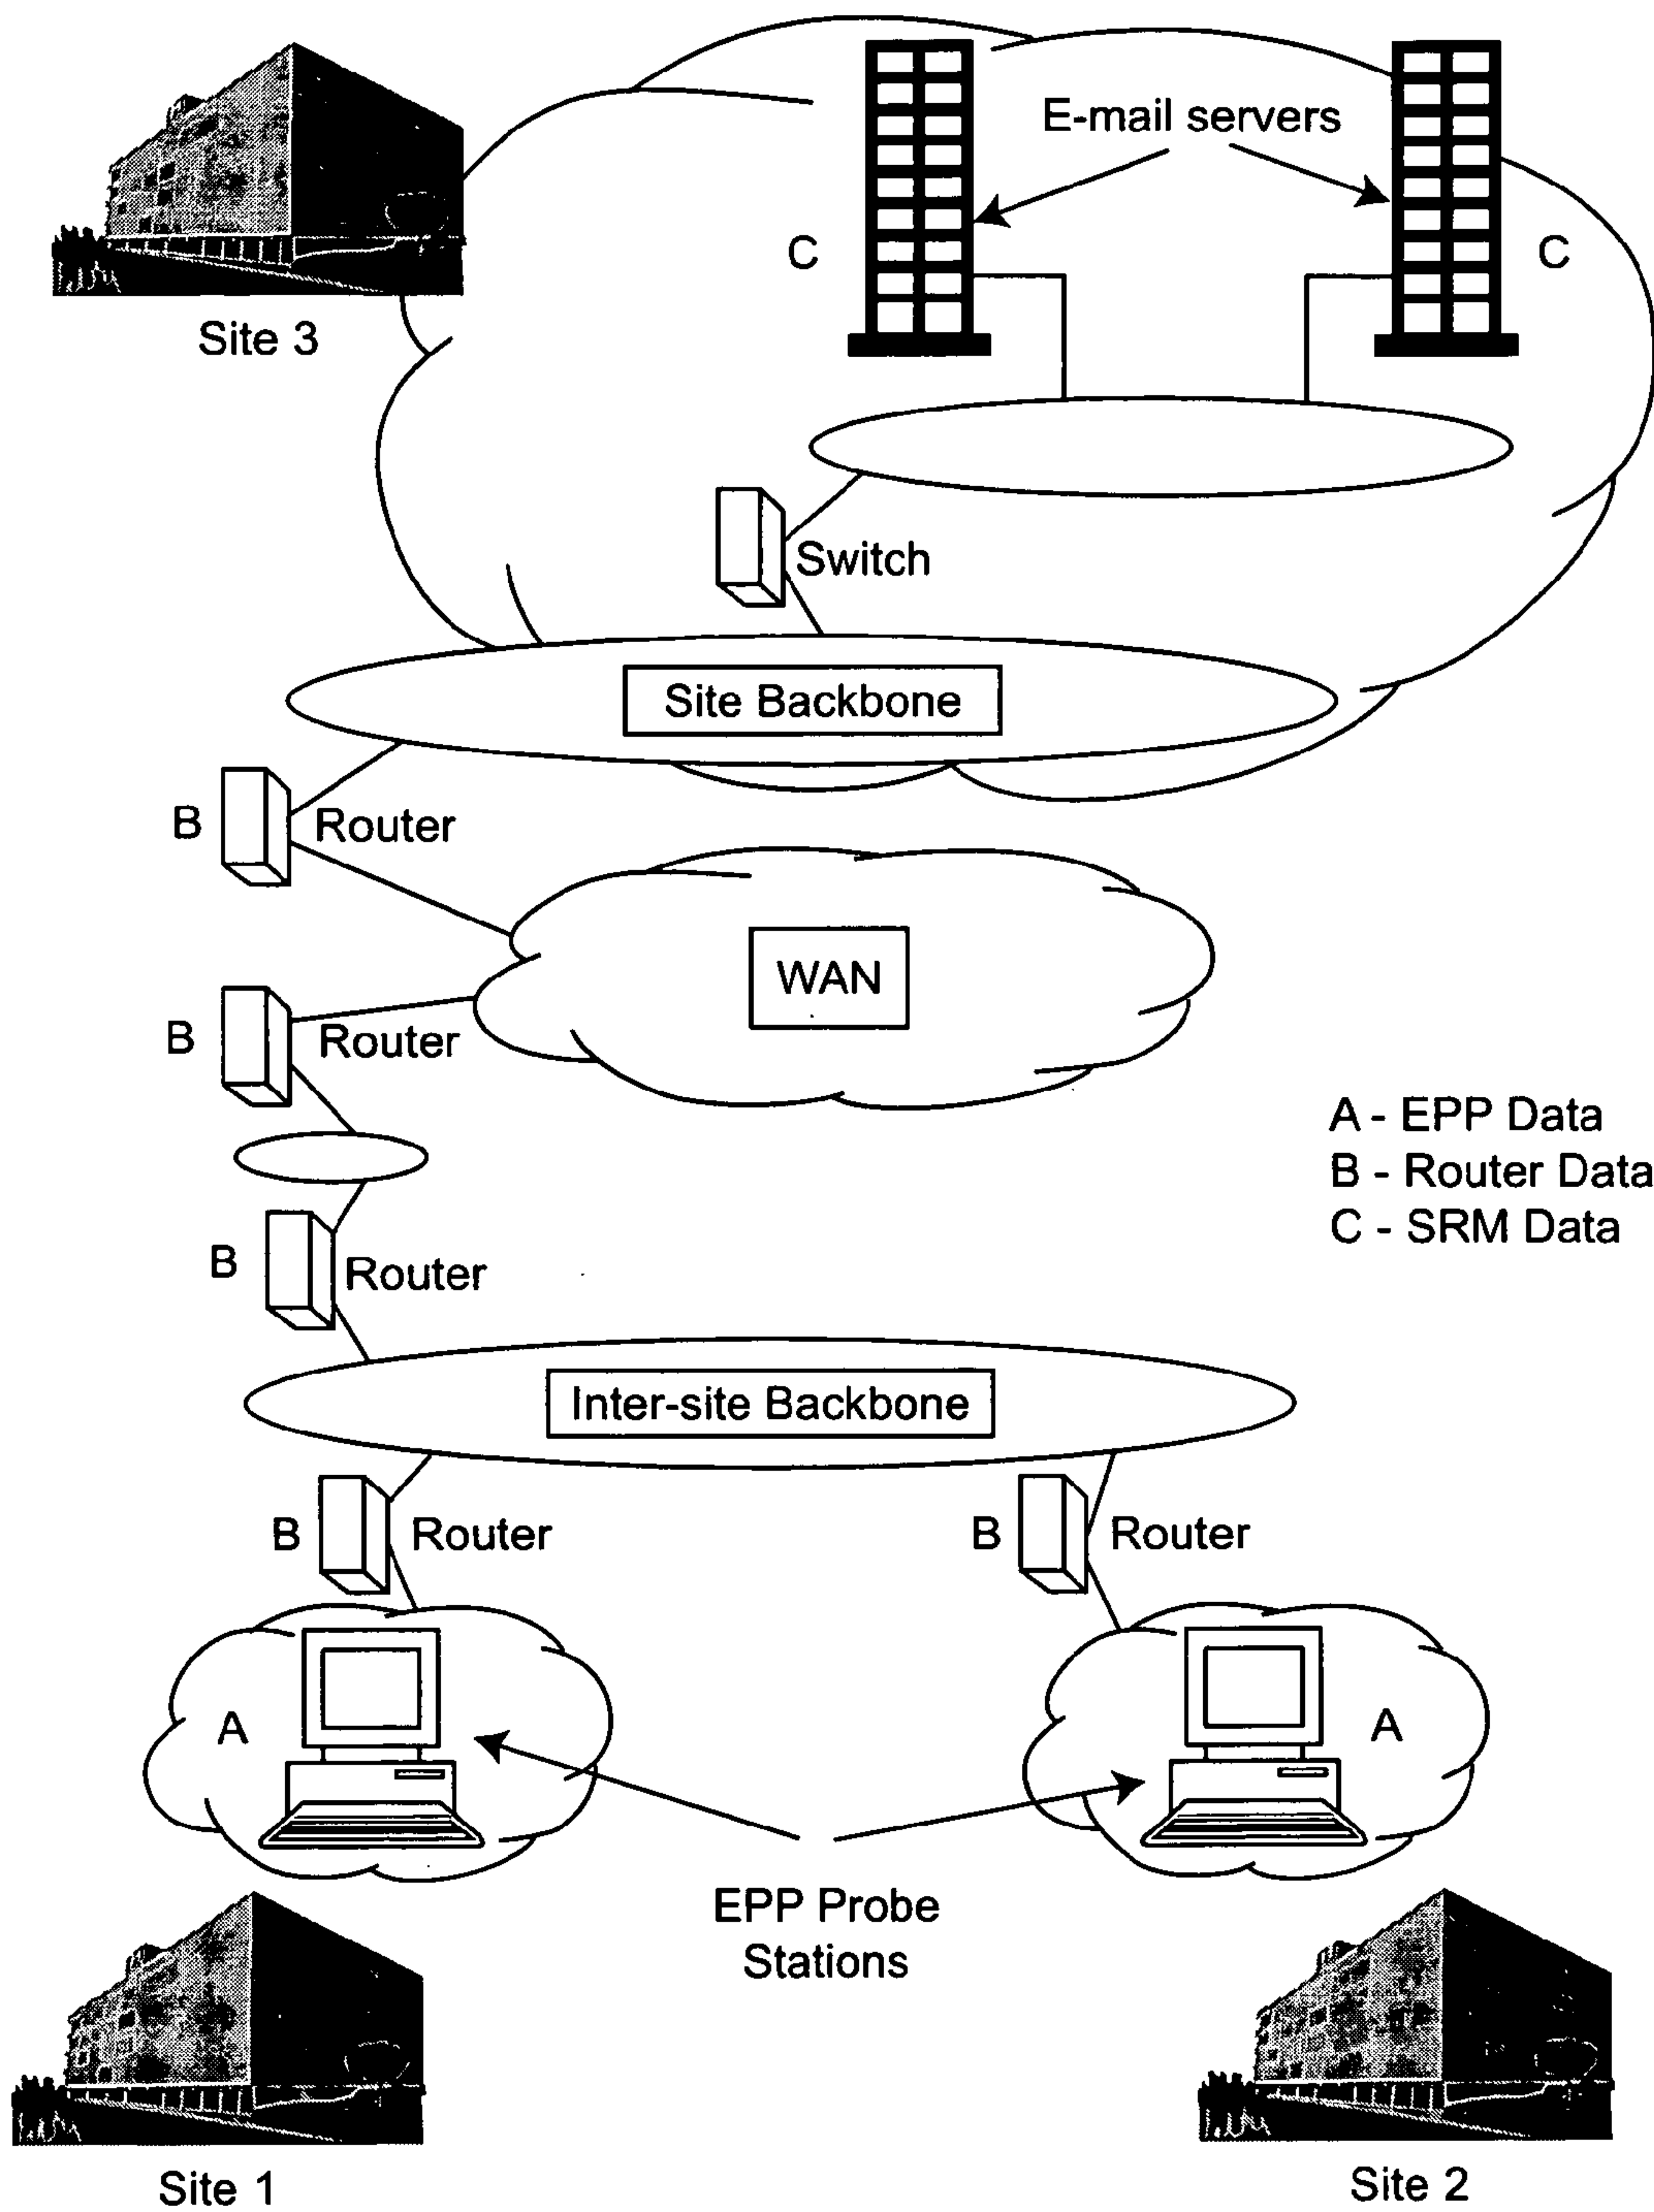 E-mail servers
C
C
Site 3
Switch
Site Backbone
B
Router
WAN
B
Router
A - EPP Data
B - Router Data
C - SRM Data
B
Router
Inter-site Backbone
B
Router
B
Router
A
A
EPP Probe
Stations
Site 1
Site 2